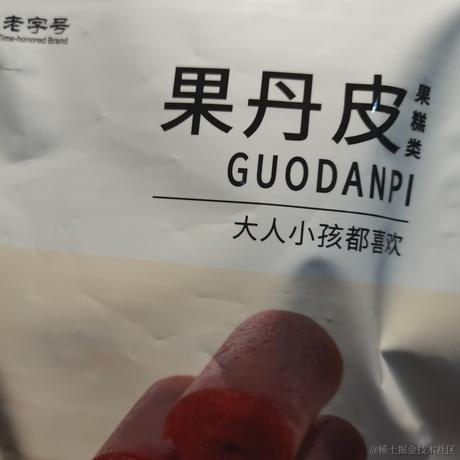 老字号
Time-honored Brand
果丹皮
果糕类
GUODANPI
大人小孩都喜欢
@稀土掘金技术社区